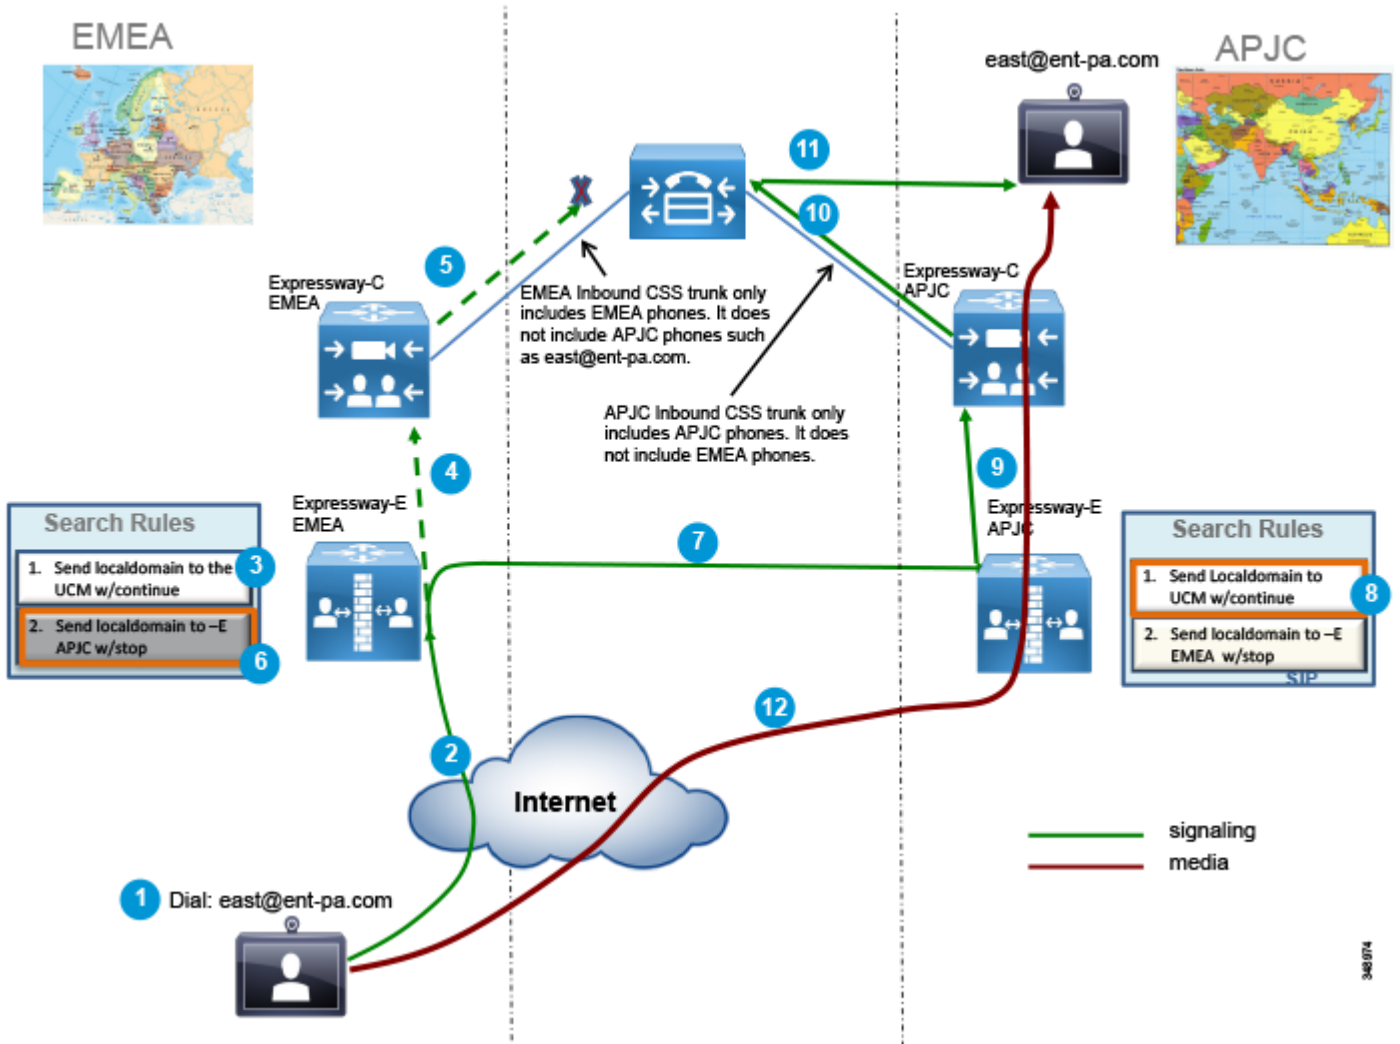 EMEA
APJC
east@ent-pa.com
11
10
5
Expressway-C
EMEA
Expressway-C
APJC
EMEA Inbound CSS trunk only
includes EMEA phones. It does
not include APJC phones such
as east@ent-pa.com.
APJC Inbound CSS trunk only
includes APJC phones. It does
not include EMEA phones.
4
9
Expressway-E
EMEA
Expressway-E
APJC
Search Rules
1. Send localdomain to the
UCM w/continue
3
2. Send localdomain to –E
APJC w/stop
6
7
Search Rules
1. Send Localdomain to
UCM w/continue
8
2. Send localdomain to –E
EMEA w/stop
SIP
12
2
Internet
signaling
media
1 Dial: east@ent-pa.com
348974